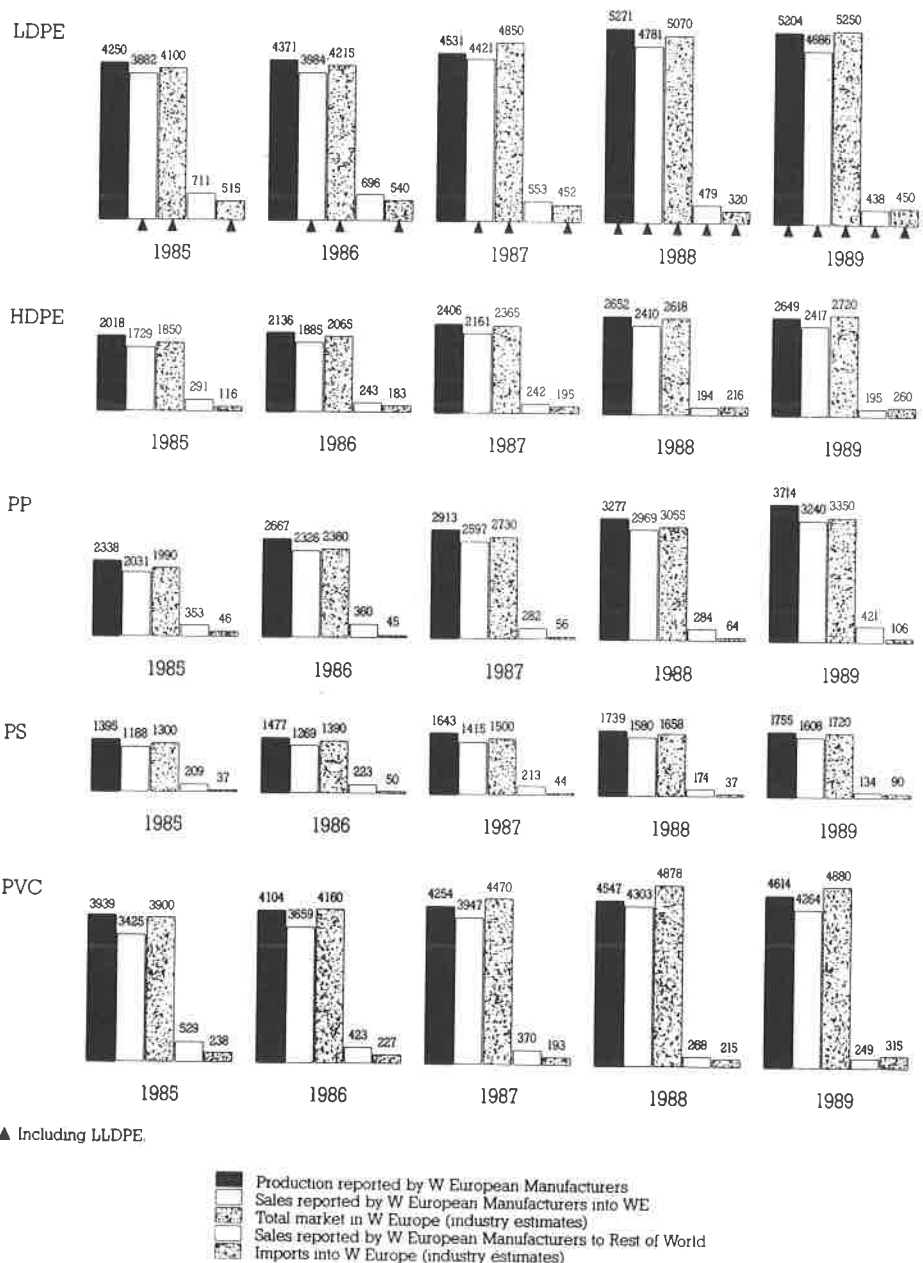 LDPE
4250 3882 4100 711 515
1985
4371 3984 4215 696 540
1986
4531 4421 4850 553 452
1987
5271 4781 5070 479 320
1988
5204 4686 5250 438 450
1989
HDPE
2018 1729 1850 291 116
1985
2136 1885 2065 243 183
1986
2406 2161 2365 242 195
1987
2652 2410 2618 194 216
1988
2649 2417 2720 195 260
1989
PP
2338 2031 1990 353 46
1985
2667 2326 2360 360 45
1986
2913 2597 2730 282 56
1987
3277 2969 3055 284 64
1988
3714 3240 3350 421 106
1989
PS
1395 1188 1300 209 37
1985
1477 1269 1390 223 50
1986
1643 1415 1500 213 44
1987
1739 1580 1658 174 37
1988
1755 1608 1720 134 90
1989
PVC
3939 3425 3900 529 238
1985
4104 3659 4160 423 227
1986
4254 3947 4470 370 193
1987
4547 4303 4878 268 215
1988
4614 4264 4880 249 315
1989
▲ Including LLDPE.
Production reported by W European Manufacturers
Sales reported by W European Manufacturers into WE
Total market in W Europe (industry estimates)
Sales reported by W European Manufacturers to Rest of World
Imports into W Europe (industry estimates)